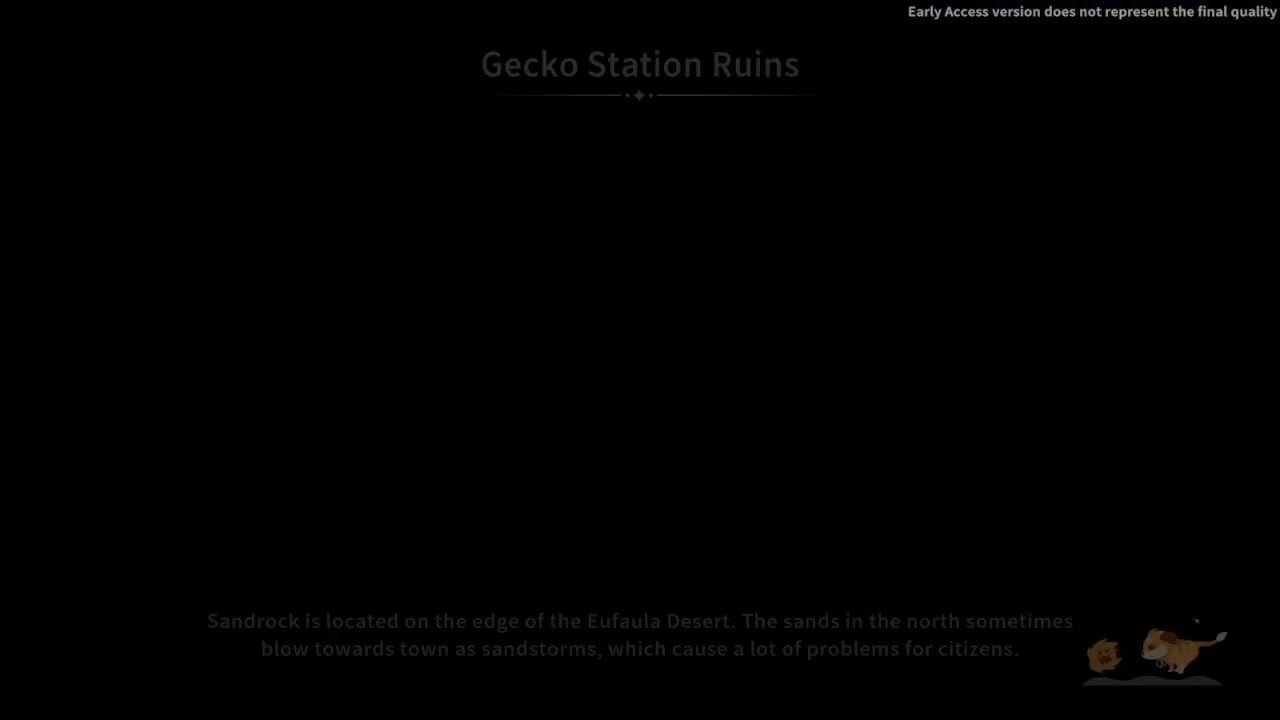 Early Access version does not represent the final quality
Gecko Station Ruins
Sandrock is located on the edge of the Eufaula Desert. The sands in the north sometimes
blow towards town as sandstorms, which cause a lot of problems for citizens.